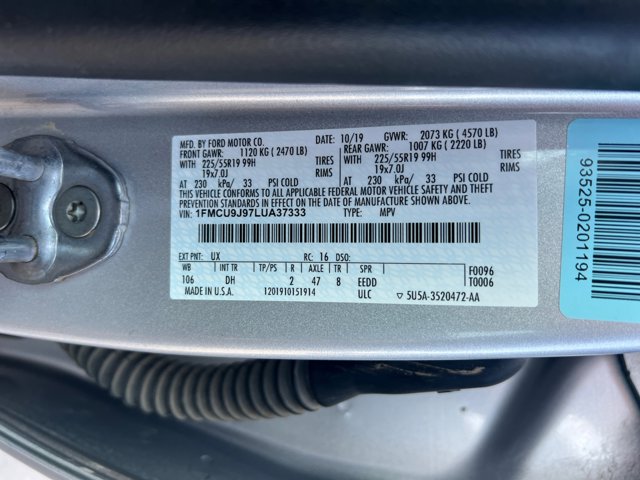 MFD. BY FORD MOTOR CO. DATE: 10/19 GVWR: 2073 KG ( 4570 LB)
FRONT GAWR: 1120 KG ( 2470 LB) REAR GAWR: 1007 KG ( 2220 LB)
WITH 225/55R19 99H TIRES WITH 225/55R19 99H TIRES
19x7.0J RIMS 19x7.0J RIMS
AT 230 kPa/ 33 PSI COLD AT 230 kPa/ 33 PSI COLD
THIS VEHICLE CONFORMS TO ALL APPLICABLE FEDERAL MOTOR VEHICLE SAFETY AND BUMPER
STANDARDS IN EFFECT ON THE DATE OF MANUFACTURE SHOWN ABOVE.
VIN: 1FMCU9J97LUA37333 TYPE: MPV
EXT PNT: UX RC: 16 DSO:
WB INT TR TP/PS R AXLE TR SPR F0096
106 DH 2 47 8 EEDD T0006
MADE IN U.S.A. 1201910151914 ULC ▽ 5U5A-3520472-AA
93525-0201194